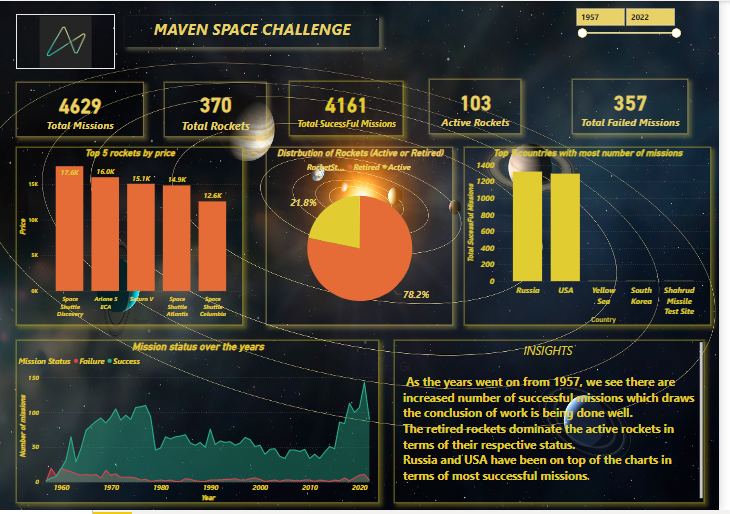 MAVEN SPACE CHALLENGE
1957 2022
4629
Total Missions
370
Total Rockets
4161
Total SucessFul Missions
103
Active Rockets
357
Total Failed Missions
Top 5 rockets by price
Price
15K
10K
5K
0K
17.6K
16.0K
15.1K
14.9K
12.6K
Space Shuttle Discovery
Ariane 5 ECA
Saturn V
Space Shuttle Atlantis
Space Shuttle Columbia
Distrbution of Rockets (Active or Retired)
RocketSt... Retired Active
21.8%
78.2%
Top 5 countries with most number of missions
Total SucessFul Missions
1400
1200
1000
800
600
400
200
0
Russia
USA
Yellow Sea
South Korea
Shahrud Missile Test Site
Country
Mission status over the years
Mission Status Failure Success
Number of missions
150
100
50
0
1960 1970 1980 1990 2000 2010 2020
Year
INSIGHTS
As the years went on from 1957, we see there are
increased number of successful missions which draws
the conclusion of work is being done well.
The retired rockets dominate the active rockets in
terms of their respective status.
Russia and USA have been on top of the charts in
terms of most successful missions.